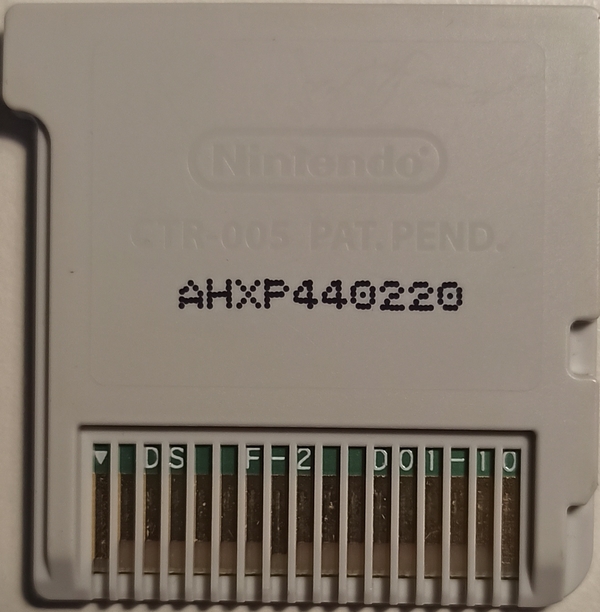 Nintendo®
CTR-005 PAT. PEND.
AHXP440220
▼ DS F-2 D01-10